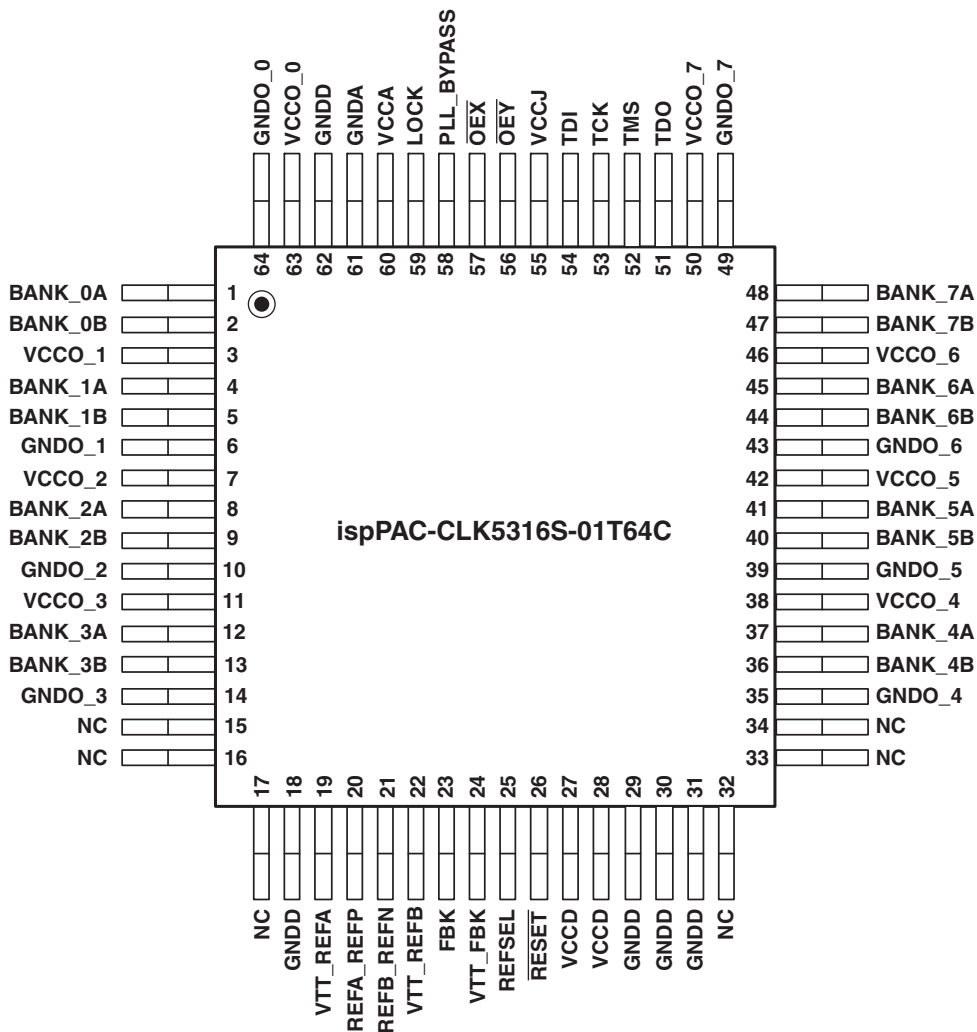 GNDO_0
VCCO_0
GNDD
GNDA
VCCA
LOCK
PLL_BYPASS
OEX
OEY
VCCJ
TDI
TCK
TMS
TDO
VCCO_7
GNDO_7
64
63
62
61
60
59
58
57
56
55
54
53
52
51
50
49
BANK_0A 1
BANK_0B 2
VCCO_1 3
BANK_1A 4
BANK_1B 5
GNDO_1 6
VCCO_2 7
BANK_2A 8
BANK_2B 9
GNDO_2 10
VCCO_3 11
BANK_3A 12
BANK_3B 13
GNDO_3 14
NC 15
NC 16
ispPAC-CLK5316S-01T64C
48 BANK_7A
47 BANK_7B
46 VCCO_6
45 BANK_6A
44 BANK_6B
43 GNDO_6
42 VCCO_5
41 BANK_5A
40 BANK_5B
39 GNDO_5
38 VCCO_4
37 BANK_4A
36 BANK_4B
35 GNDO_4
34 NC
33 NC
17
18
19
20
21
22
23
24
25
26
27
28
29
30
31
32
NC
GNDD
VTT_REFA
REFA_REFP
REFB_REFN
VTT_REFB
FBK
VTT_FBK
REFSEL
RESET
VCCD
VCCD
GNDD
GNDD
GNDD
NC